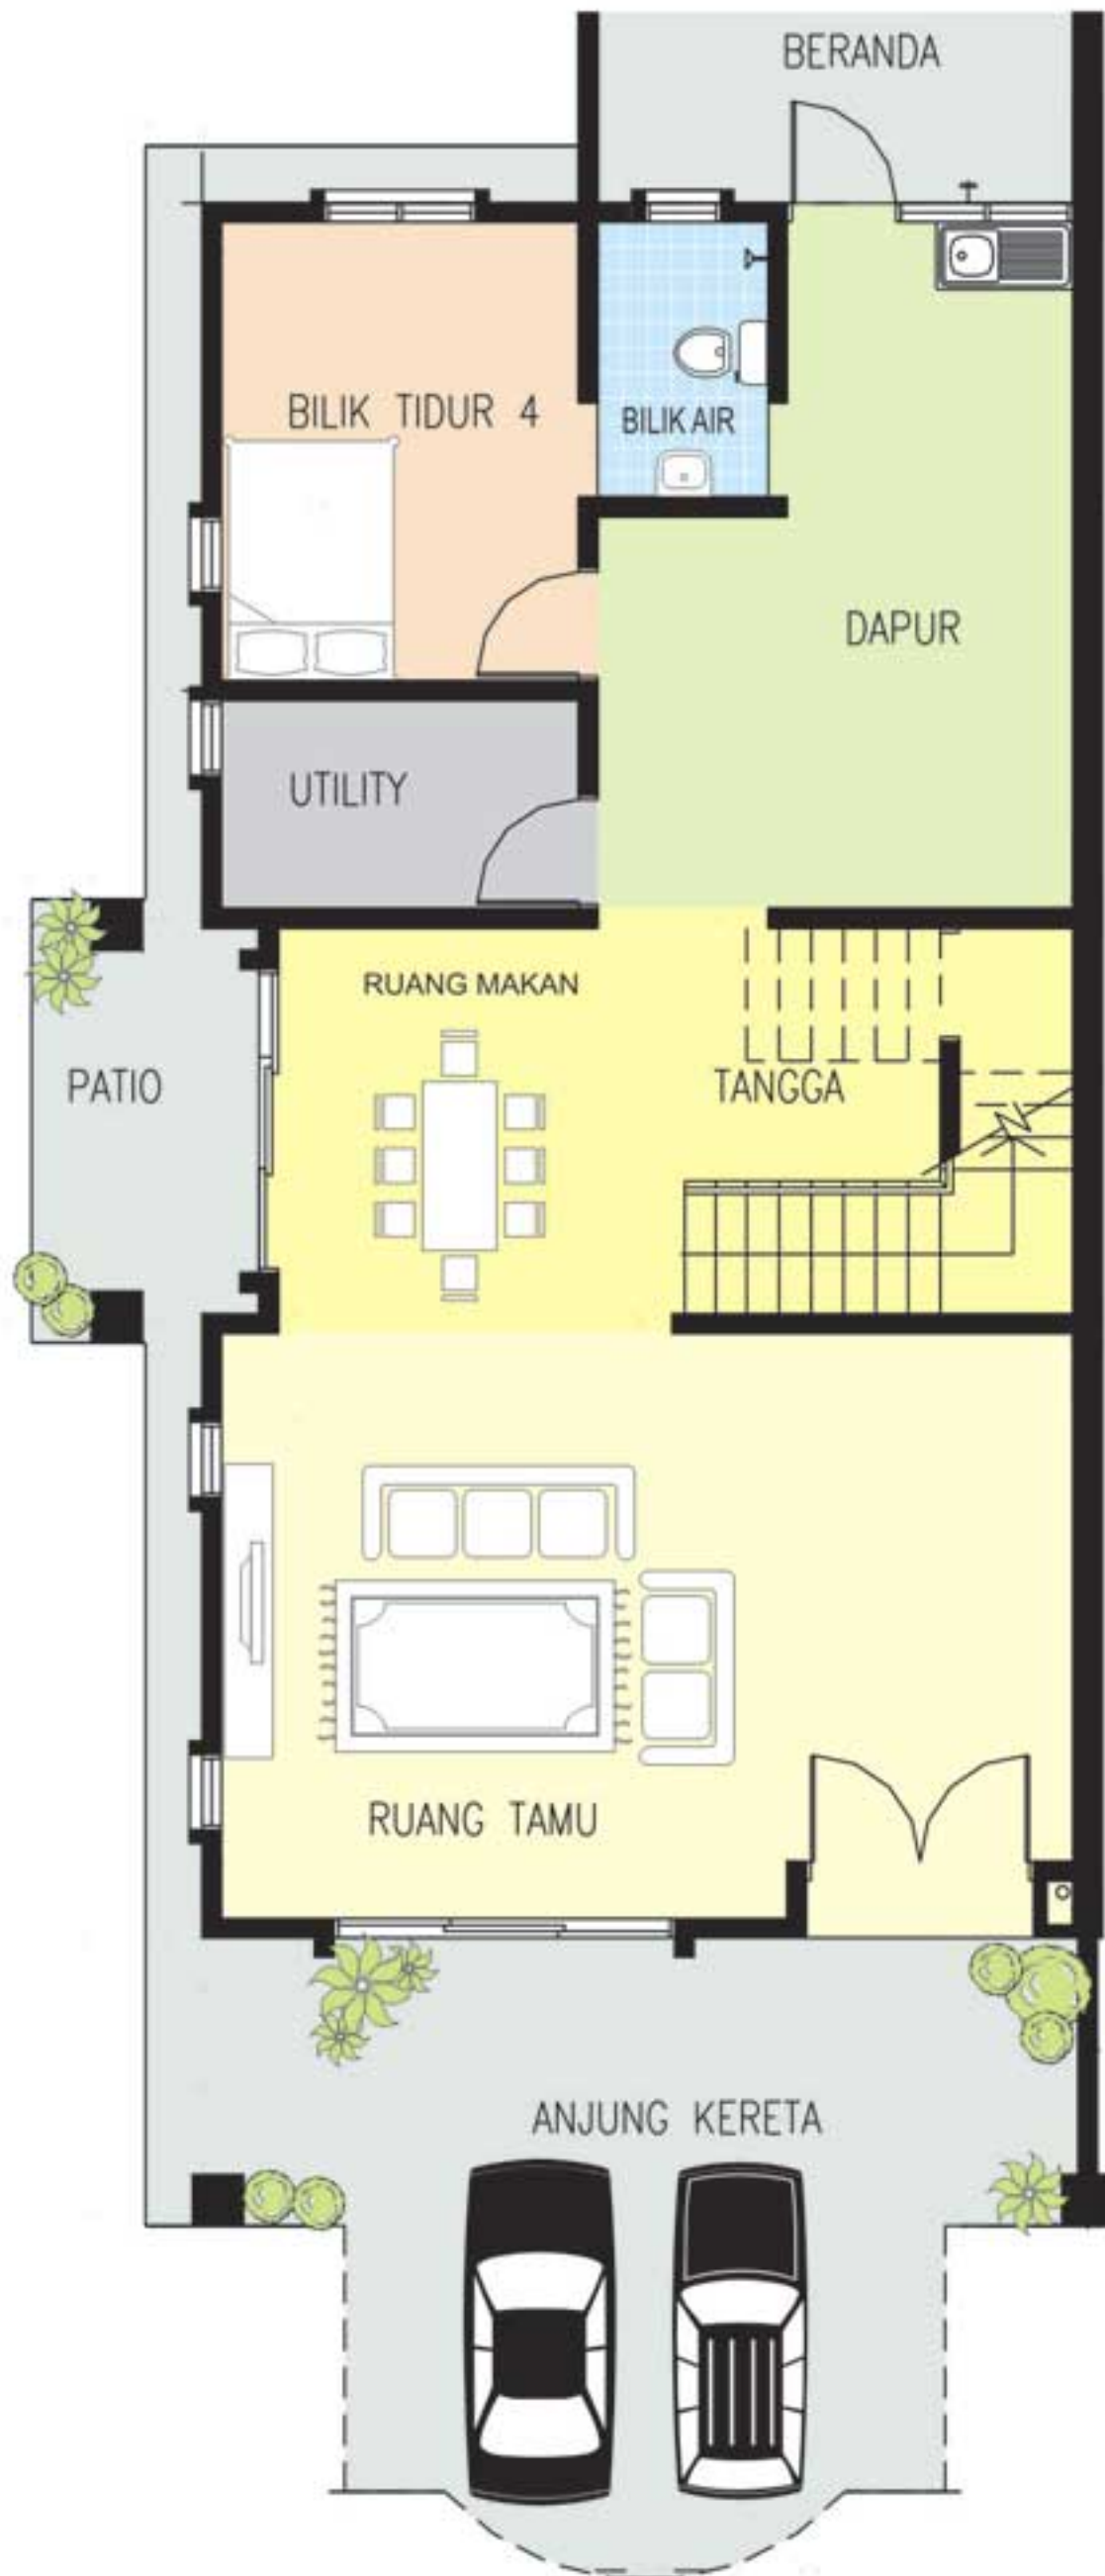 BERANDA
BILIK TIDUR 4
BILIK AIR
DAPUR
UTILITY
RUANG MAKAN
PATIO
TANGGA
RUANG TAMU
ANJUNG KERETA